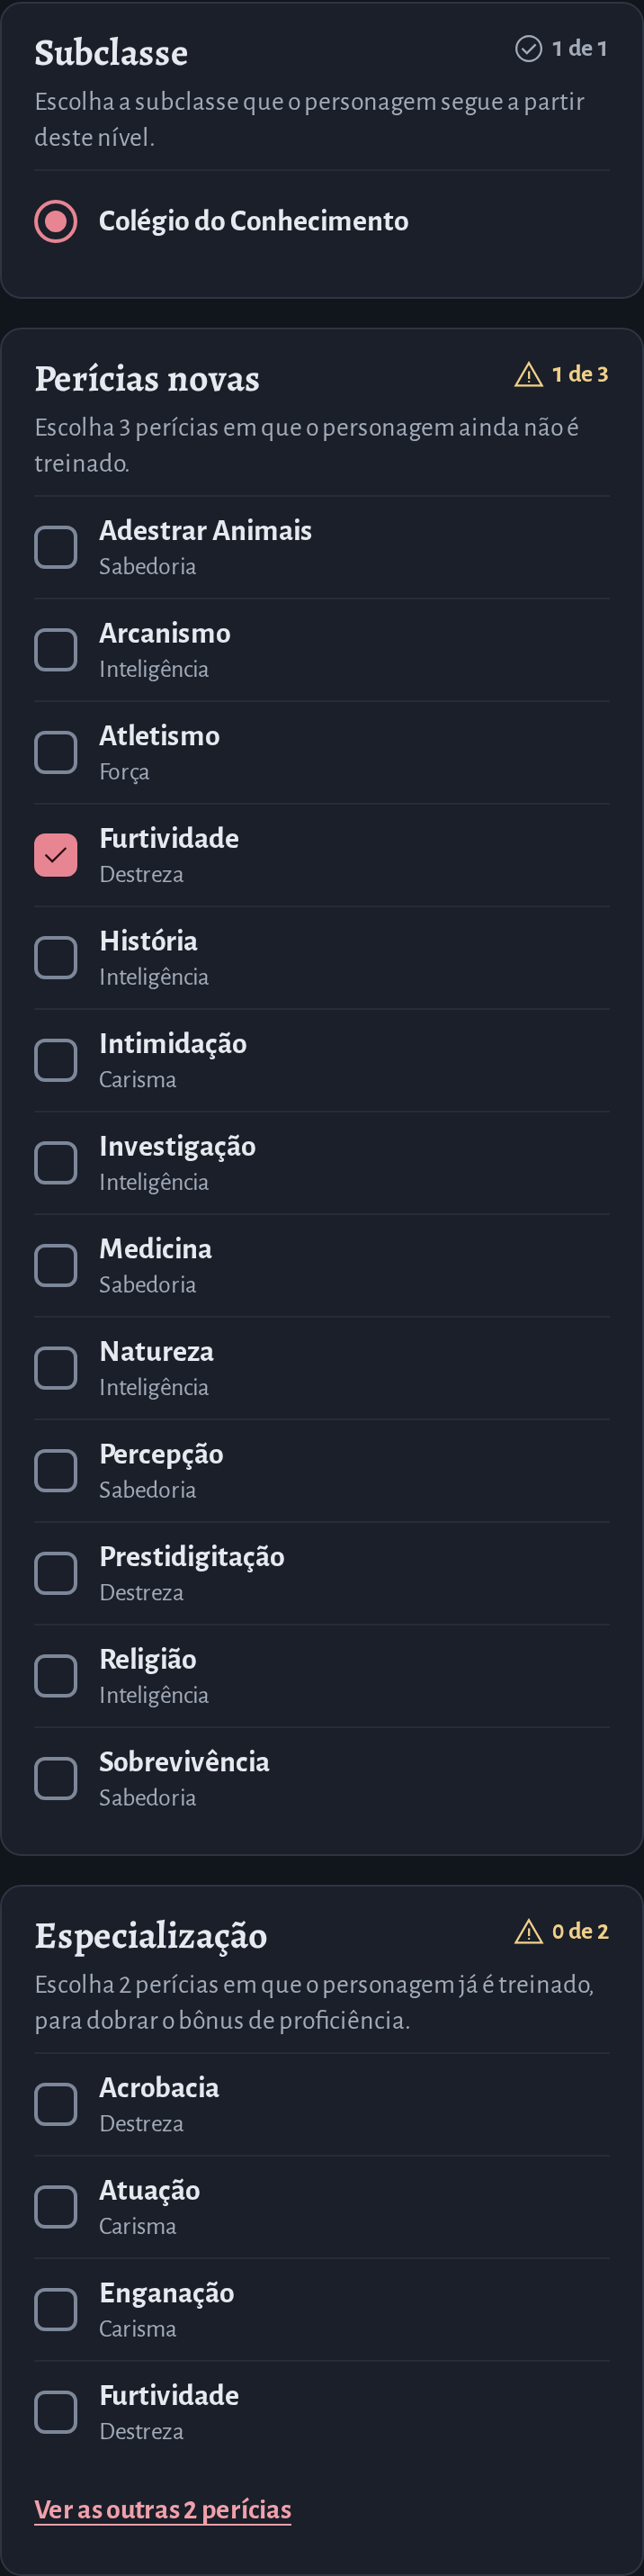 Subclasse
1 de 1
Escolha a subclasse que o personagem segue a partir
deste nível.
Colégio do Conhecimento
Perícias novas
1 de 3
Escolha 3 perícias em que o personagem ainda não é
treinado.
Adestrar Animais
Sabedoria
Arcanismo
Inteligência
Atletismo
Força
Furtividade
Destreza
História
Inteligência
Intimidação
Carisma
Investigação
Inteligência
Medicina
Sabedoria
Natureza
Inteligência
Percepção
Sabedoria
Prestidigitação
Destreza
Religião
Inteligência
Sobrevivência
Sabedoria
Especialização
0 de 2
Escolha 2 perícias em que o personagem já é treinado,
para dobrar o bônus de proficiência.
Acrobacia
Destreza
Atuação
Carisma
Enganação
Carisma
Furtividade
Destreza
Ver as outras 2 perícias